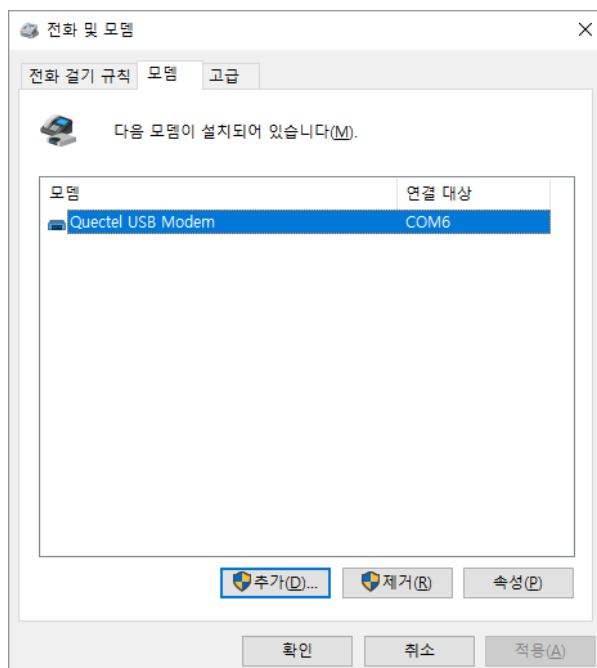 전화 및 모뎀
전화 걸기 규칙 모뎀 고급
다음 모뎀이 설치되어 있습니다(M).
모뎀 연결 대상
Quectel USB Modem COM6
추가(D)... 제거(R) 속성(P)
확인 취소 적용(A)